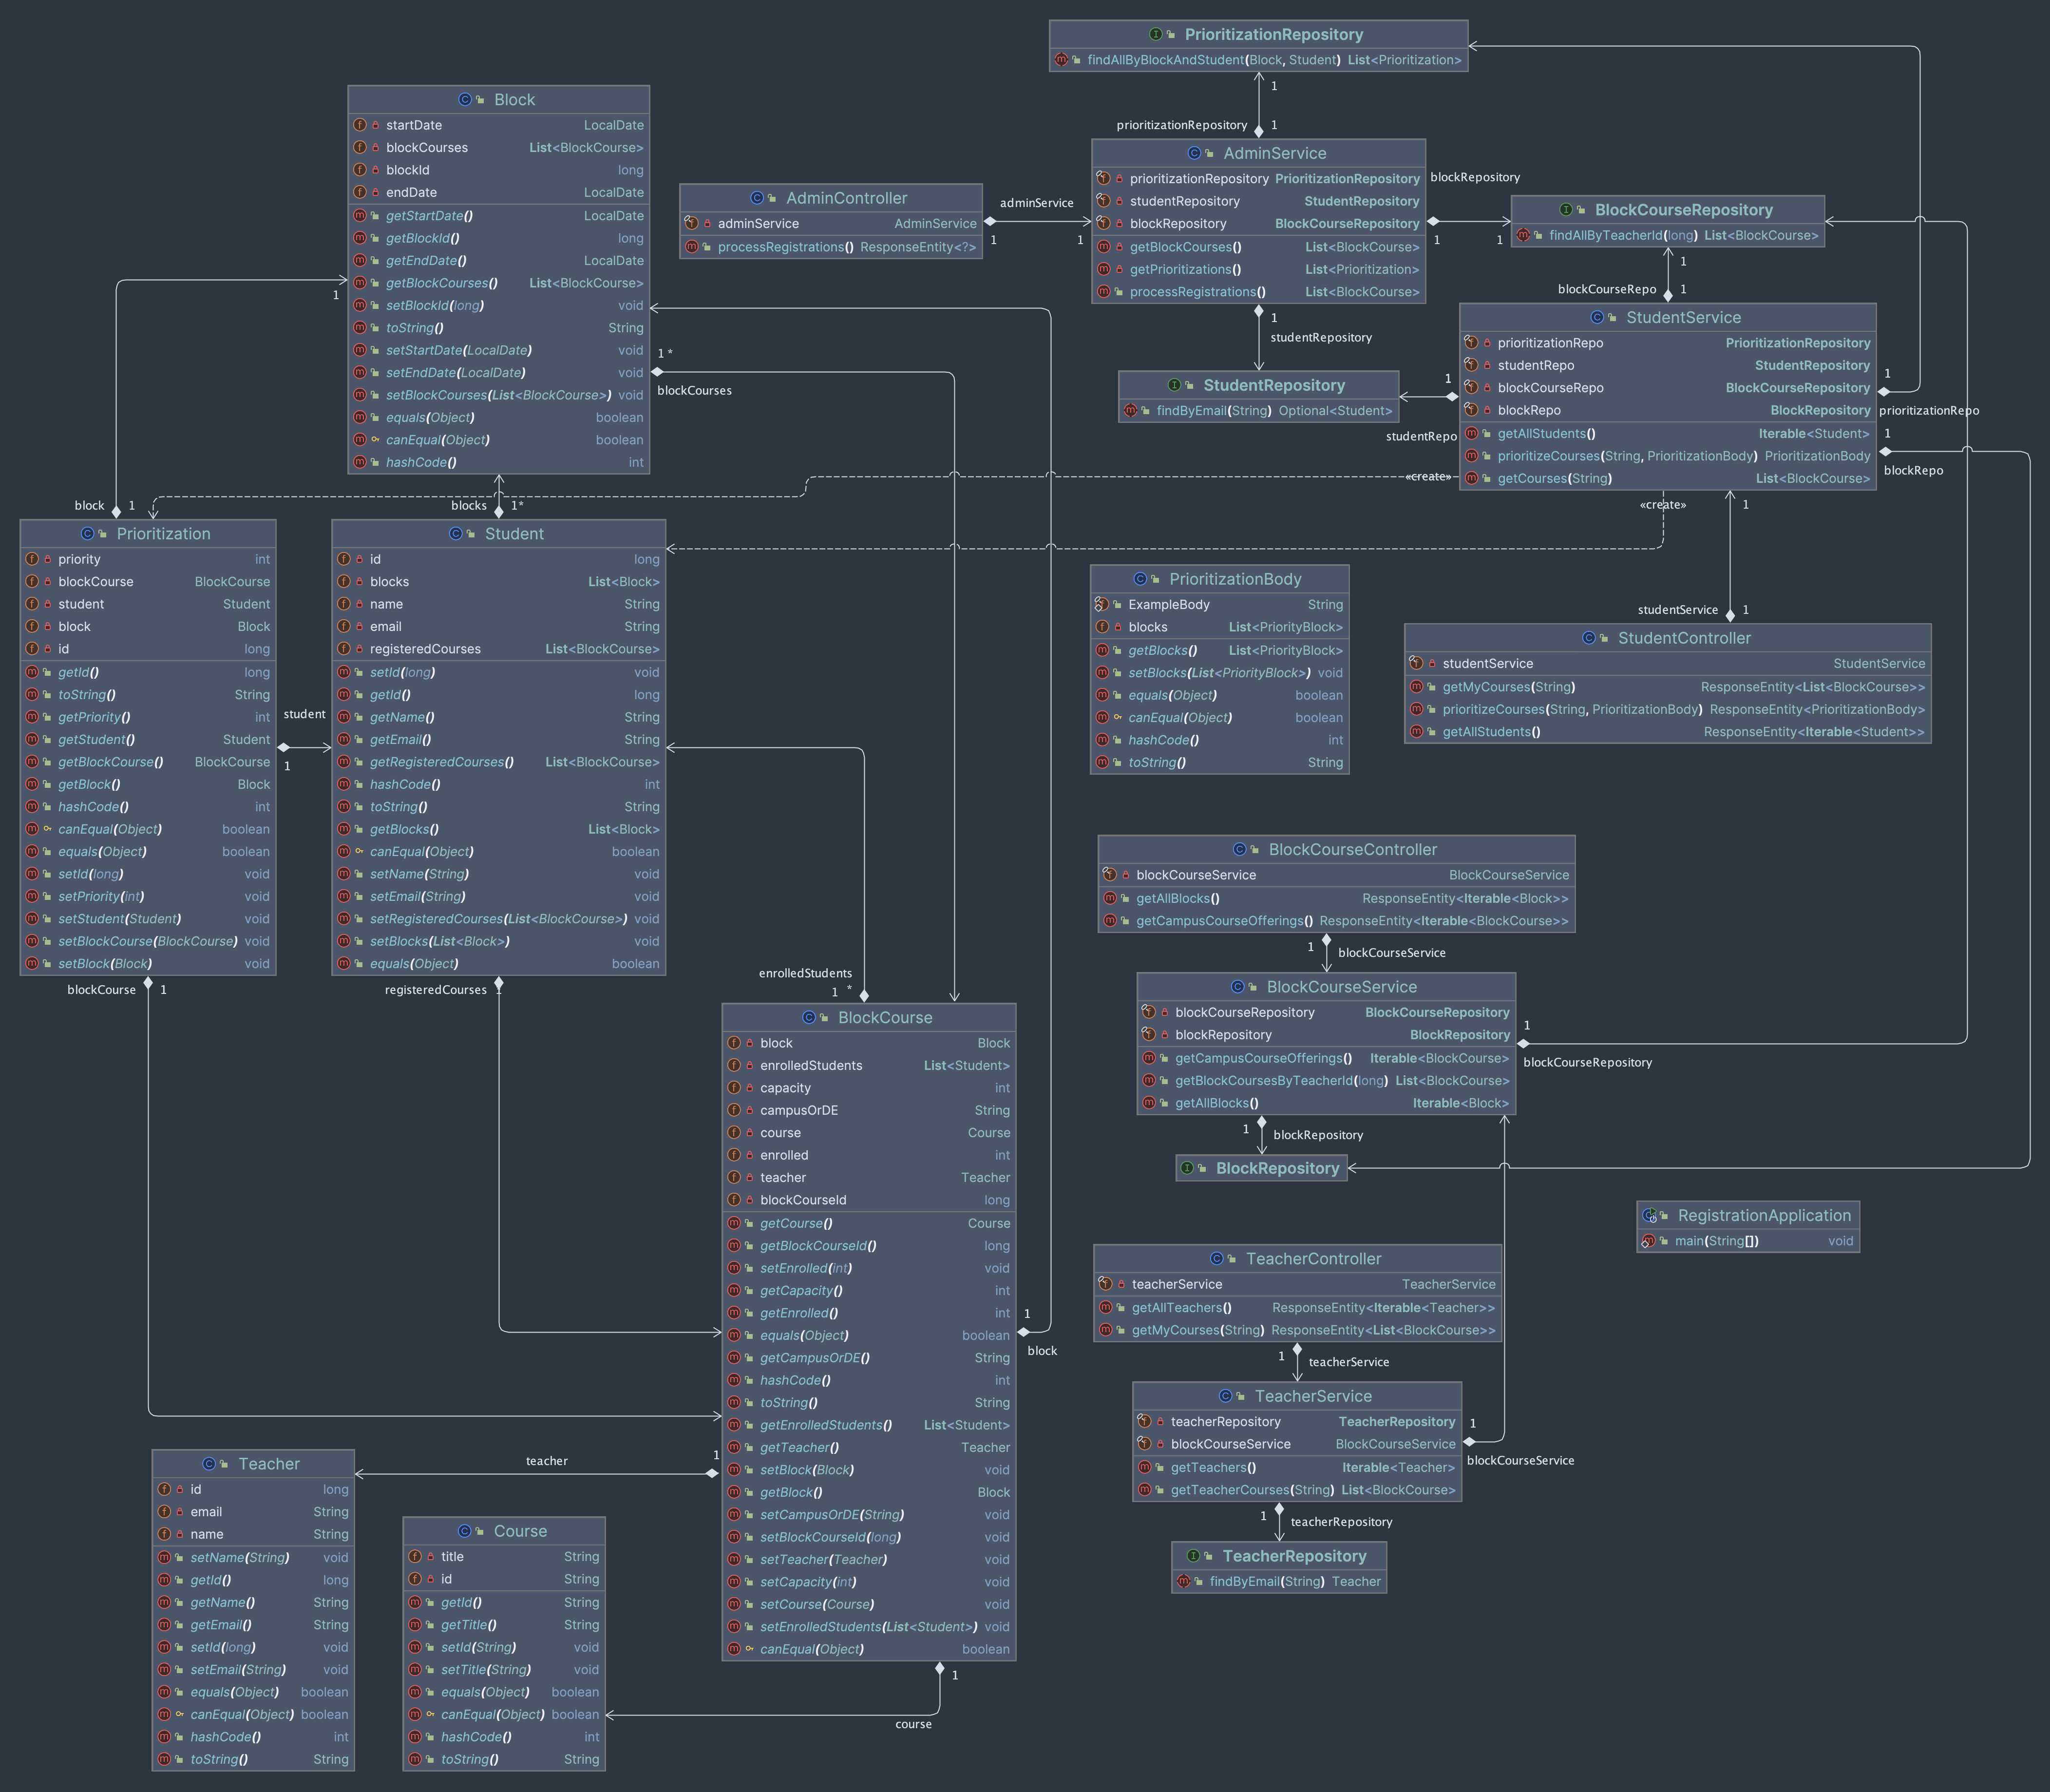 PrioritizationRepository
findAllByBlockAndStudent(Block, Student) List<Prioritization>
1
prioritizationRepository 1
Block
startDate LocalDate
blockCourses List<BlockCourse>
blockId long
endDate LocalDate
getStartDate() LocalDate
getBlockId() long
getEndDate() LocalDate
getBlockCourses() List<BlockCourse>
setBlockId(long) void
toString() String
setStartDate(LocalDate) void
setEndDate(LocalDate) void
setBlockCourses(List<BlockCourse>) void
equals(Object) boolean
canEqual(Object) boolean
hashCode() int
1
1 *
blockCourses
AdminController
adminService AdminService
processRegistrations() ResponseEntity<?>
adminService
1 1
AdminService
prioritizationRepository PrioritizationRepository
studentRepository StudentRepository
blockRepository BlockCourseRepository
getBlockCourses() List<BlockCourse>
getPrioritizations() List<Prioritization>
processRegistrations() List<BlockCourse>
blockRepository
1 1
1
studentRepository
BlockCourseRepository
findAllByTeacherId(long) List<BlockCourse>
1
blockCourseRepo 1
StudentRepository
findByEmail(String) Optional<Student>
1
studentRepo
StudentService
prioritizationRepo PrioritizationRepository
studentRepo StudentRepository
blockCourseRepo BlockCourseRepository
blockRepo BlockRepository
getAllStudents() Iterable<Student>
prioritizeCourses(String, PrioritizationBody) PrioritizationBody
getCourses(String) List<BlockCourse>
1
prioritizationRepo
1
blockRepo
«create»
«create»
1
studentService 1
block 1
blocks 1 *
Prioritization
priority int
blockCourse BlockCourse
student Student
block Block
id long
getId() long
toString() String
getPriority() int
getStudent() Student
getBlockCourse() BlockCourse
getBlock() Block
hashCode() int
canEqual(Object) boolean
equals(Object) boolean
setId(long) void
setPriority(int) void
setStudent(Student) void
setBlockCourse(BlockCourse) void
setBlock(Block) void
student
1
blockCourse 1
Student
id long
blocks List<Block>
name String
email String
registeredCourses List<BlockCourse>
setId(long) void
getId() long
getName() String
getEmail() String
getRegisteredCourses() List<BlockCourse>
hashCode() int
toString() String
getBlocks() List<Block>
canEqual(Object) boolean
setName(String) void
setEmail(String) void
setRegisteredCourses(List<BlockCourse>) void
setBlocks(List<Block>) void
equals(Object) boolean
registeredCourses 1
PrioritizationBody
ExampleBody String
blocks List<PriorityBlock>
getBlocks() List<PriorityBlock>
setBlocks(List<PriorityBlock>) void
equals(Object) boolean
canEqual(Object) boolean
hashCode() int
toString() String
StudentController
studentService StudentService
getMyCourses(String) ResponseEntity<List<BlockCourse>>
prioritizeCourses(String, PrioritizationBody) ResponseEntity<PrioritizationBody>
getAllStudents() ResponseEntity<Iterable<Student>>
BlockCourseController
blockCourseService BlockCourseService
getAllBlocks() ResponseEntity<Iterable<Block>>
getCampusCourseOfferings() ResponseEntity<Iterable<BlockCourse>>
1 blockCourseService
BlockCourseService
blockCourseRepository BlockCourseRepository
blockRepository BlockRepository
getCampusCourseOfferings() Iterable<BlockCourse>
getBlockCoursesByTeacherId(long) List<BlockCourse>
getAllBlocks() Iterable<Block>
1
blockCourseRepository
1 blockRepository
BlockRepository
enrolledStudents
1 *
BlockCourse
block Block
enrolledStudents List<Student>
capacity int
campusOrDE String
course Course
enrolled int
teacher Teacher
blockCourseId long
getCourse() Course
getBlockCourseId() long
setEnrolled(int) void
getCapacity() int
getEnrolled() int
equals(Object) boolean
getCampusOrDE() String
hashCode() int
toString() String
getEnrolledStudents() List<Student>
getTeacher() Teacher
setBlock(Block) void
getBlock() Block
setCampusOrDE(String) void
setBlockCourseId(long) void
setTeacher(Teacher) void
setCapacity(int) void
setCourse(Course) void
setEnrolledStudents(List<Student>) void
canEqual(Object) boolean
1
block
1
teacher
1
course
RegistrationApplication
main(String[]) void
TeacherController
teacherService TeacherService
getAllTeachers() ResponseEntity<Iterable<Teacher>>
getMyCourses(String) ResponseEntity<List<BlockCourse>>
1 teacherService
TeacherService
teacherRepository TeacherRepository
blockCourseService BlockCourseService
getTeachers() Iterable<Teacher>
getTeacherCourses(String) List<BlockCourse>
1
blockCourseService
1 teacherRepository
TeacherRepository
findByEmail(String) Teacher
Teacher
id long
email String
name String
setName(String) void
getId() long
getName() String
getEmail() String
setId(long) void
setEmail(String) void
equals(Object) boolean
canEqual(Object) boolean
hashCode() int
toString() String
Course
title String
id String
getId() String
getTitle() String
setId(String) void
setTitle(String) void
equals(Object) boolean
canEqual(Object) boolean
hashCode() int
toString() String